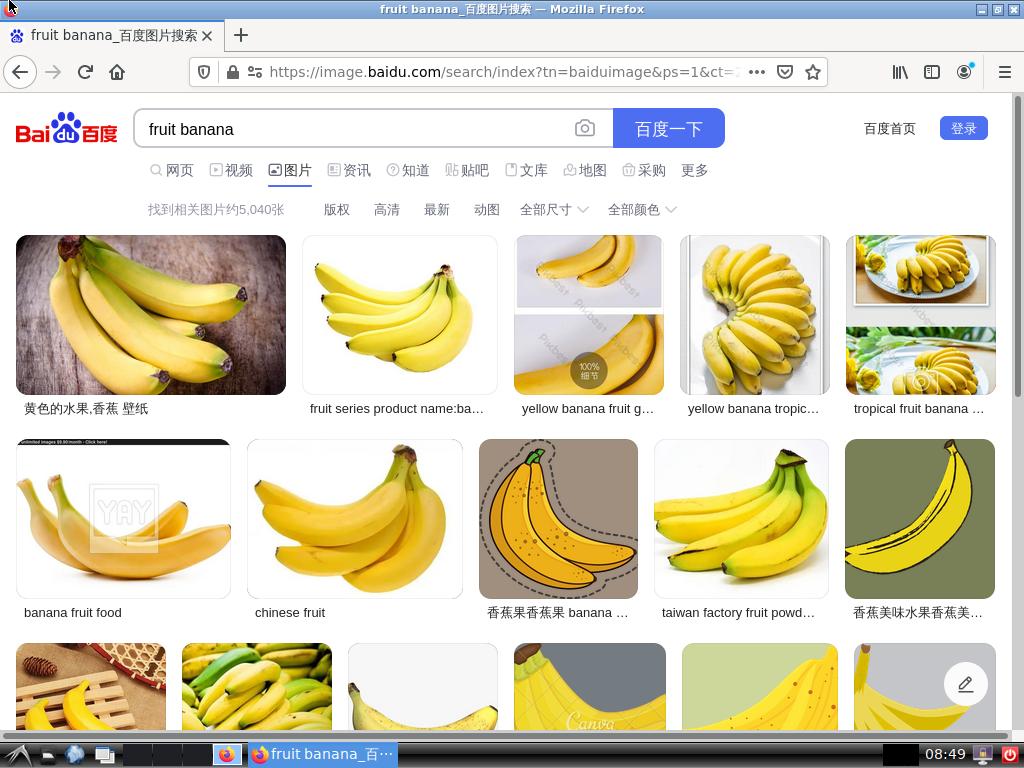 fruit banana_百度图片搜索 — Mozilla Firefox
fruit banana_百度图片搜索
https://image.baidu.com/search/index?tn=baiduimage&ps=1&ct=
Bai du 百度
fruit banana
百度一下
百度首页
登录
网页 视频 图片 资讯 知道 贴吧 文库 地图 采购 更多
找到相关图片约5,040张 版权 高清 最新 动图 全部尺寸 全部颜色
Pikbest
100%
细节
黄色的水果,香蕉 壁纸
fruit series product name:ba…
yellow banana fruit g…
yellow banana tropic…
tropical fruit banana …
unlimited images $9.99/month - Click here!
YAY
banana fruit food
chinese fruit
香蕉果香蕉果 banana …
taiwan factory fruit powd…
香蕉美味水果香蕉美…
Canva
fruit banana_百⋯
08:49